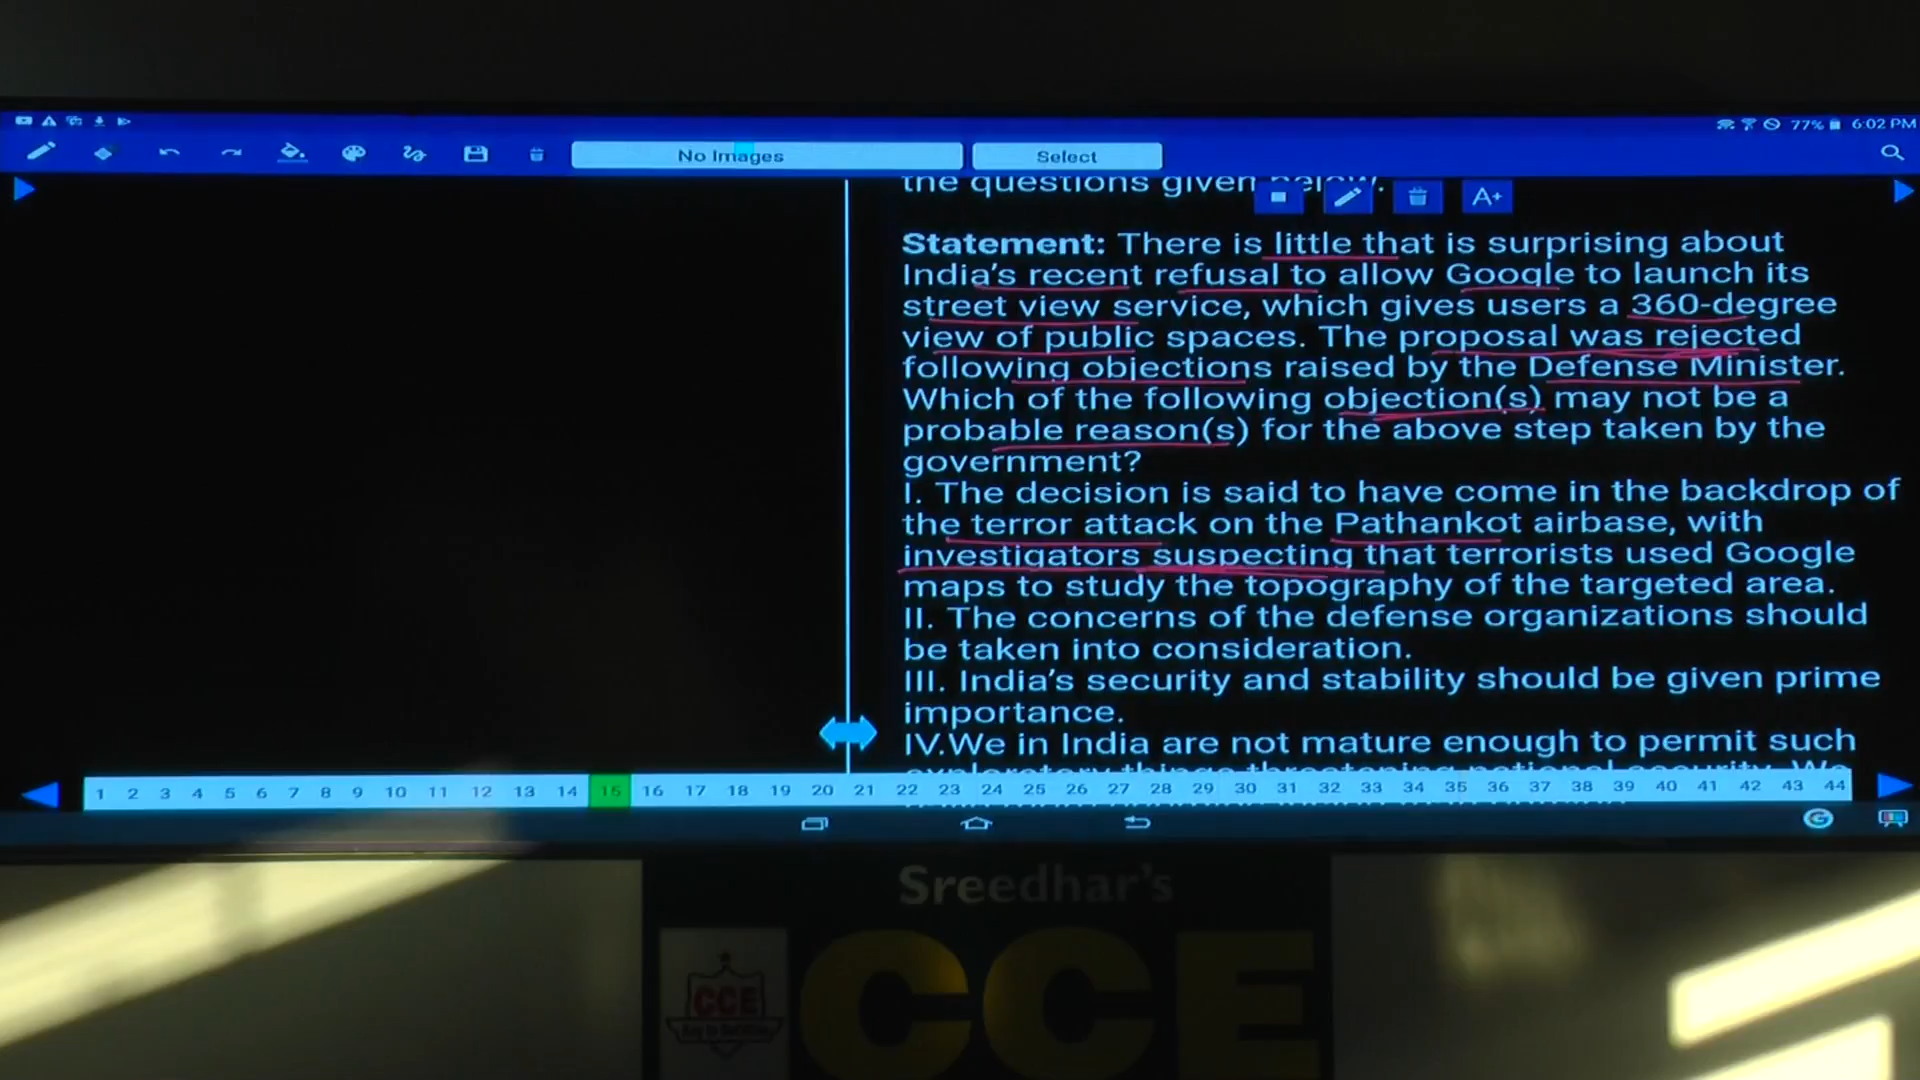 77% 6:02 PM
No Images
Select
the questions given below.
A+
Statement: There is little that is surprising about
India's recent refusal to allow Google to launch its
street view service, which gives users a 360-degree
view of public spaces. The proposal was rejected
following objections raised by the Defense Minister.
Which of the following objection(s) may not be a
probable reason(s) for the above step taken by the
government?
I. The decision is said to have come in the backdrop of
the terror attack on the Pathankot airbase, with
investigators suspecting that terrorists used Google
maps to study the topography of the targeted area.
II. The concerns of the defense organizations should
be taken into consideration.
III. India's security and stability should be given prime
importance.
IV.We in India are not mature enough to permit such
exploratory things threatening national security. We
1 2 3 4 5 6 7 8 9 10 11 12 13 14 15 16 17 18 19 20 21 22 23 24 25 26 27 28 29 30 31 32 33 34 35 36 37 38 39 40 41 42 43 44
Sreedhar's
CCE
CCE